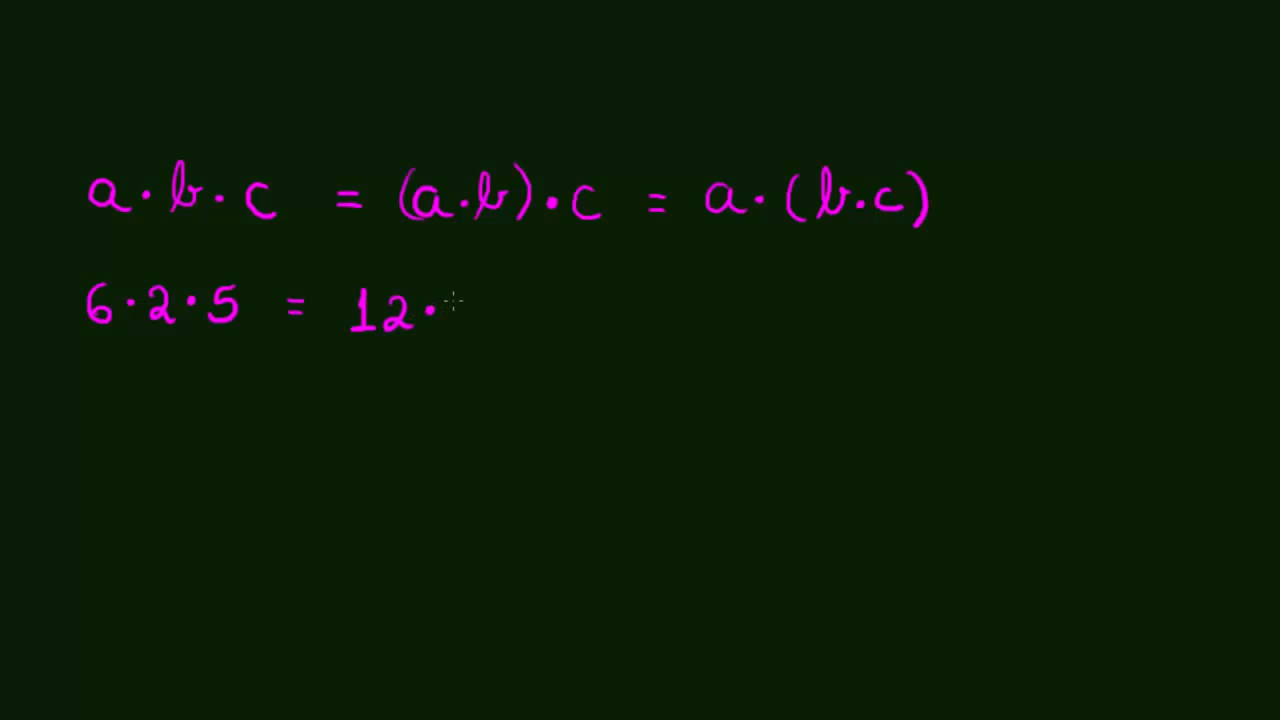 a · b · c = (a · b) · c = a · (b · c)
6 · 2 · 5 = 12 ·